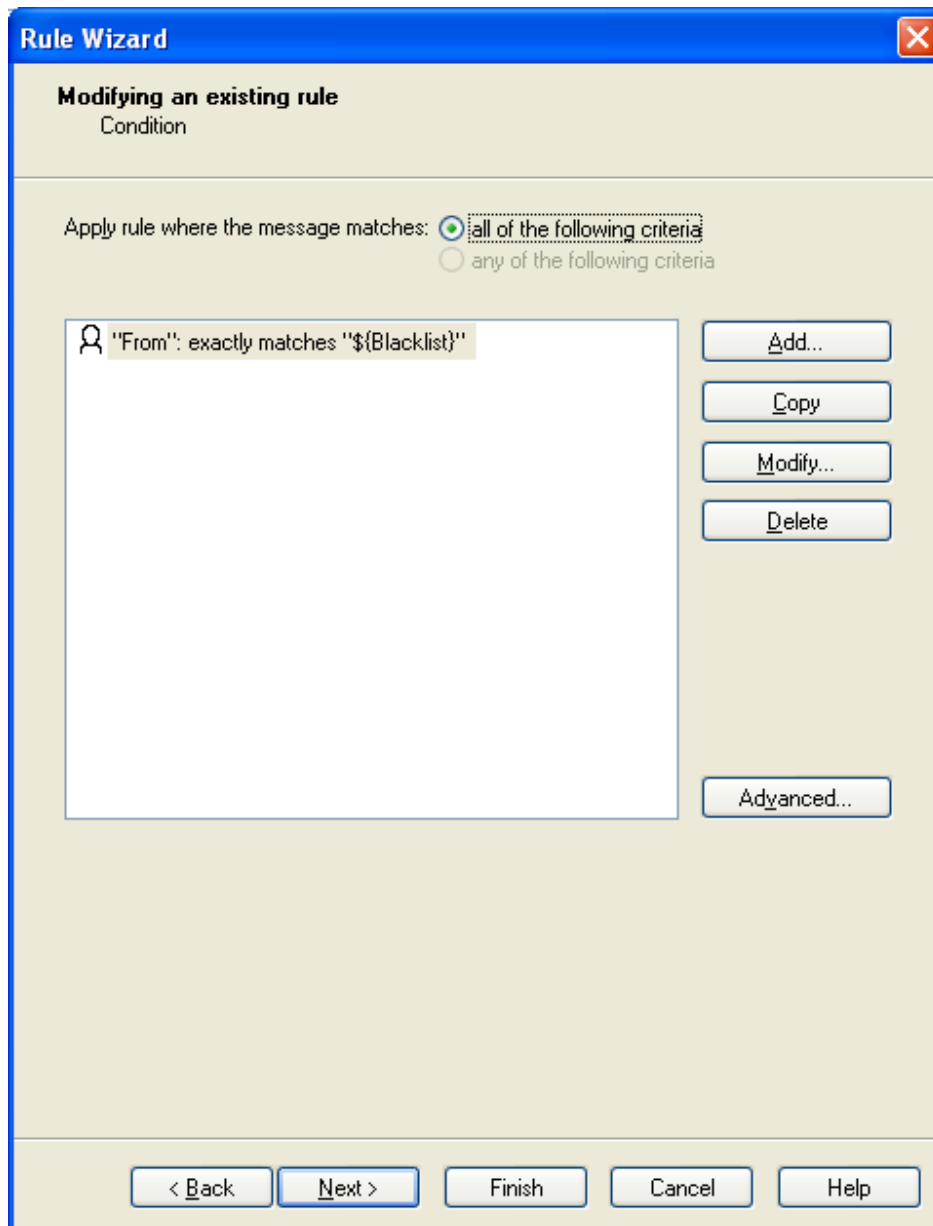 Rule Wizard
Modifying an existing rule
Condition
Apply rule where the message matches: all of the following criteria
any of the following criteria
"From": exactly matches "${Blacklist}"
Add...
Copy
Modify...
Delete
Advanced...
< Back Next > Finish Cancel Help